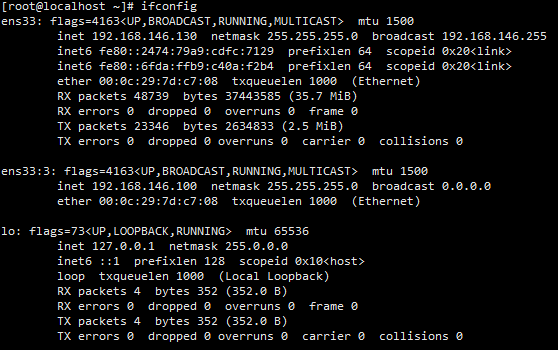 [root@localhost ~]# ifconfig
ens33: flags=4163<UP,BROADCAST,RUNNING,MULTICAST>  mtu 1500
        inet 192.168.146.130  netmask 255.255.255.0  broadcast 192.168.146.255
        inet6 fe80::2474:79a9:cdfc:7129  prefixlen 64  scopeid 0x20<link>
        inet6 fe80::6fda:ffb9:c40a:f2b4  prefixlen 64  scopeid 0x20<link>
        ether 00:0c:29:7d:c7:08  txqueuelen 1000  (Ethernet)
        RX packets 48739  bytes 37443585 (35.7 MiB)
        RX errors 0  dropped 0  overruns 0  frame 0
        TX packets 23346  bytes 2634833 (2.5 MiB)
        TX errors 0  dropped 0 overruns 0  carrier 0  collisions 0

ens33:3: flags=4163<UP,BROADCAST,RUNNING,MULTICAST>  mtu 1500
        inet 192.168.146.100  netmask 255.255.255.0  broadcast 0.0.0.0
        ether 00:0c:29:7d:c7:08  txqueuelen 1000  (Ethernet)

lo: flags=73<UP,LOOPBACK,RUNNING>  mtu 65536
        inet 127.0.0.1  netmask 255.0.0.0
        inet6 ::1  prefixlen 128  scopeid 0x10<host>
        loop  txqueuelen 1000  (Local Loopback)
        RX packets 4  bytes 352 (352.0 B)
        RX errors 0  dropped 0  overruns 0  frame 0
        TX packets 4  bytes 352 (352.0 B)
        TX errors 0  dropped 0 overruns 0  carrier 0  collisions 0